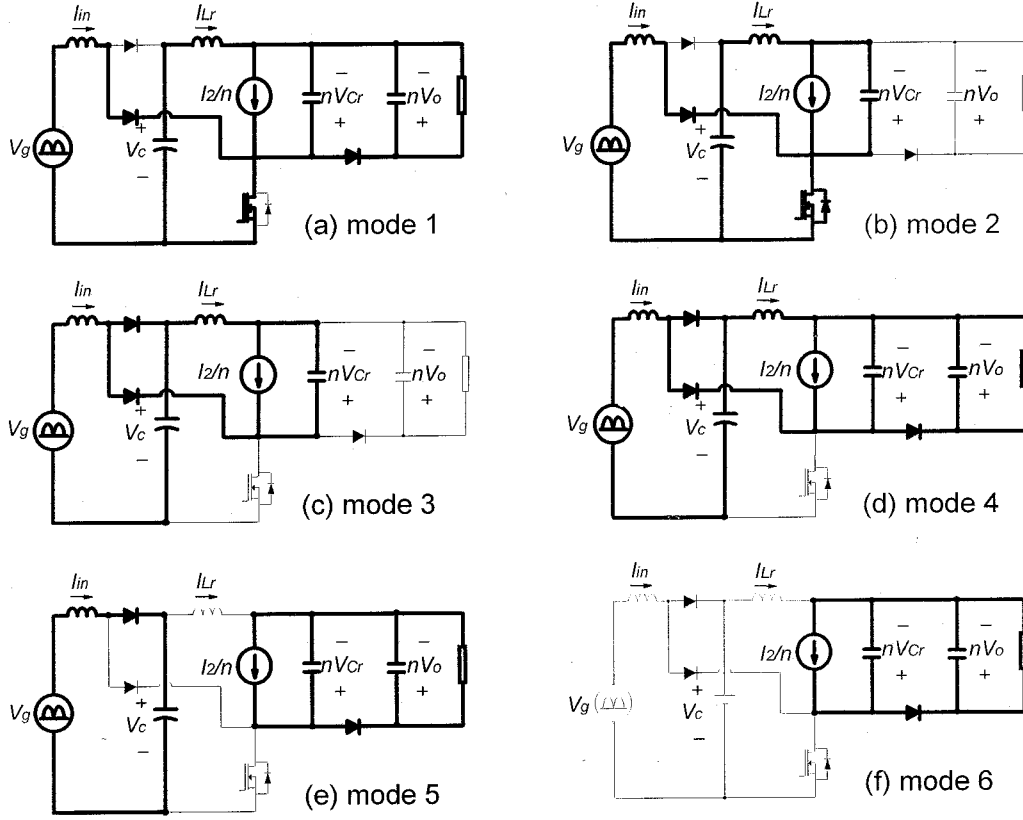 Iin ILr
I2/n − nVCr + − nVo +
Vg + Vc −
(a) mode 1
Iin ILr
I2/n − nVCr + − nVo +
Vg + Vc −
(b) mode 2
Iin ILr
I2/n − nVCr + − nVo +
Vg + Vc −
(c) mode 3
Iin ILr
I2/n − nVCr + − nVo +
Vg + Vc −
(d) mode 4
Iin ILr
I2/n − nVCr + − nVo +
Vg + Vc −
(e) mode 5
Iin ILr
I2/n − nVCr + − nVo +
Vg + Vc −
(f) mode 6